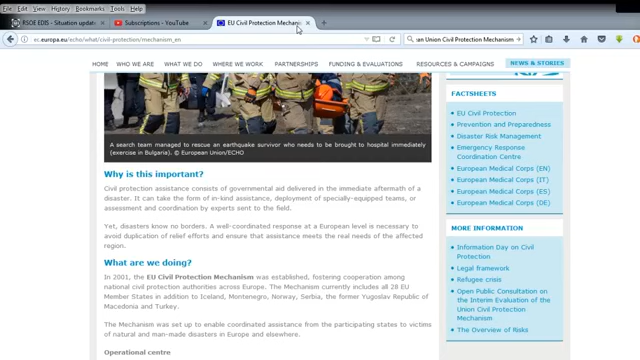 File Edit View History Bookmarks Tools Help
RSOE EDIS - Situation updat
Subscriptions - YouTube
EU Civil Protection Mechani
ec.europa.eu/echo/what/civil-protection/mechanism_en
an Union Civil Protection Mechanism
HOME WHO WE ARE WHAT WE DO WHERE WE WORK PARTNERSHIPS FUNDING & EVALUATIONS RESOURCES & CAMPAIGNS NEWS & STORIES
A search team managed to rescue an earthquake survivor who needs to be brought to hospital immediately
(exercise in Bulgaria). © European Union/ECHO
Why is this important?
Civil protection assistance consists of governmental aid delivered in the immediate aftermath of a
disaster. It can take the form of in-kind assistance, deployment of specially-equipped teams, or
assessment and coordination by experts sent to the field.
Yet, disasters know no borders. A well-coordinated response at a European level is necessary to
avoid duplication of relief efforts and ensure that assistance meets the real needs of the affected
region.
What are we doing?
In 2001, the EU Civil Protection Mechanism was established, fostering cooperation among
national civil protection authorities across Europe. The Mechanism currently includes all 28 EU
Member States in addition to Iceland, Montenegro, Norway, Serbia, the former Yugoslav Republic of
Macedonia and Turkey.
The Mechanism was set up to enable coordinated assistance from the participating states to victims
of natural and man-made disasters in Europe and elsewhere.
Operational centre
FACTSHEETS
EU Civil Protection
Prevention and Preparedness
Disaster Risk Management
Emergency Response
Coordination Centre
European Medical Corps (EN)
European Medical Corps (IT)
European Medical Corps (ES)
European Medical Corps (DE)
MORE INFORMATION
Information Day on Civil
Protection
Legal framework
Refugee crisis
Open Public Consultation on
the Interim Evaluation of the
Union Civil Protection
Mechanism
The Overview of Risks